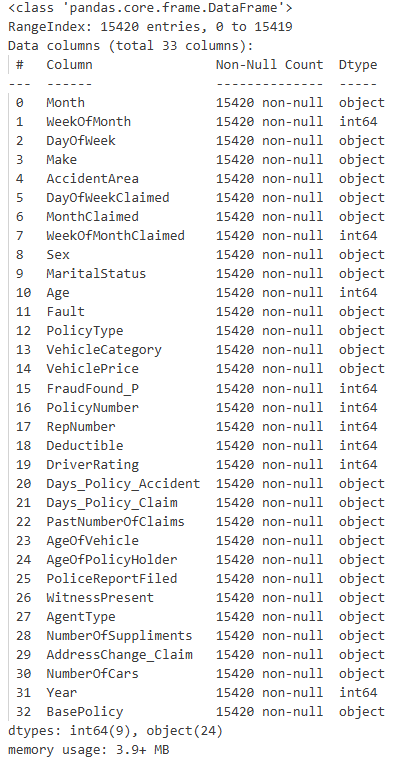 <class 'pandas.core.frame.DataFrame'>
RangeIndex: 15420 entries, 0 to 15419
Data columns (total 33 columns):
 #   Column                Non-Null Count  Dtype
---  ------                --------------  -----
 0   Month                 15420 non-null  object
 1   WeekOfMonth           15420 non-null  int64
 2   DayOfWeek             15420 non-null  object
 3   Make                  15420 non-null  object
 4   AccidentArea          15420 non-null  object
 5   DayOfWeekClaimed      15420 non-null  object
 6   MonthClaimed          15420 non-null  object
 7   WeekOfMonthClaimed    15420 non-null  int64
 8   Sex                   15420 non-null  object
 9   MaritalStatus         15420 non-null  object
 10  Age                   15420 non-null  int64
 11  Fault                 15420 non-null  object
 12  PolicyType            15420 non-null  object
 13  VehicleCategory       15420 non-null  object
 14  VehiclePrice          15420 non-null  object
 15  FraudFound_P          15420 non-null  int64
 16  PolicyNumber          15420 non-null  int64
 17  RepNumber             15420 non-null  int64
 18  Deductible            15420 non-null  int64
 19  DriverRating          15420 non-null  int64
 20  Days_Policy_Accident  15420 non-null  object
 21  Days_Policy_Claim     15420 non-null  object
 22  PastNumberOfClaims    15420 non-null  object
 23  AgeOfVehicle          15420 non-null  object
 24  AgeOfPolicyHolder     15420 non-null  object
 25  PoliceReportFiled     15420 non-null  object
 26  WitnessPresent        15420 non-null  object
 27  AgentType             15420 non-null  object
 28  NumberOfSuppliments   15420 non-null  object
 29  AddressChange_Claim   15420 non-null  object
 30  NumberOfCars          15420 non-null  object
 31  Year                  15420 non-null  int64
 32  BasePolicy            15420 non-null  object
dtypes: int64(9), object(24)
memory usage: 3.9+ MB